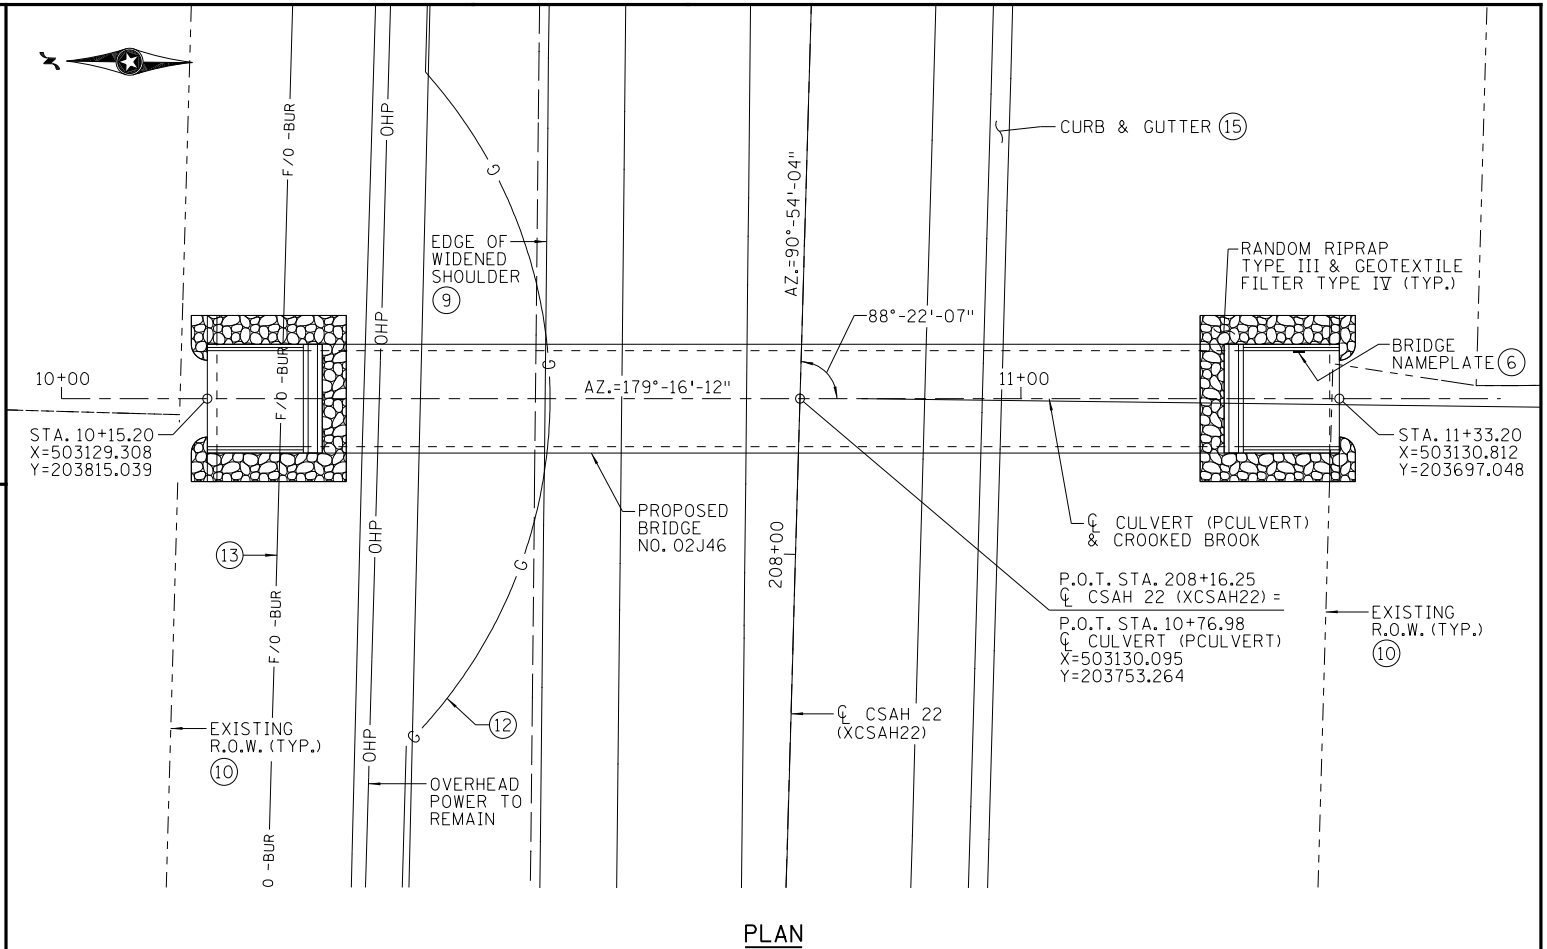 N
F/O -BUR
OHP
G
CURB & GUTTER 15
AZ.=90°-54'-04"
EDGE OF
WIDENED
SHOULDER
9
RANDOM RIPRAP
TYPE III & GEOTEXTILE
FILTER TYPE IV (TYP.)
88°-22'-07"
OHP
BRIDGE
NAMEPLATE 6
10+00
F/O -BUR
G
AZ.=179°-16'-12"
11+00
STA. 10+15.20
X=503129.308
Y=203815.039
STA. 11+33.20
X=503130.812
Y=203697.048
PROPOSED
BRIDGE
NO. 02J46
OHP
℄ CULVERT (PCULVERT)
& CROOKED BROOK
13
G
208+00
P.O.T. STA. 208+16.25
℄ CSAH 22 (XCSAH22) =
P.O.T. STA. 10+76.98
℄ CULVERT (PCULVERT)
X=503130.095
Y=203753.264
F/O -BUR
EXISTING
R.O.W. (TYP.)
10
EXISTING
R.O.W. (TYP.)
10
OHP
G
12
℄ CSAH 22
(XCSAH22)
OVERHEAD
POWER TO
REMAIN
O -BUR
PLAN